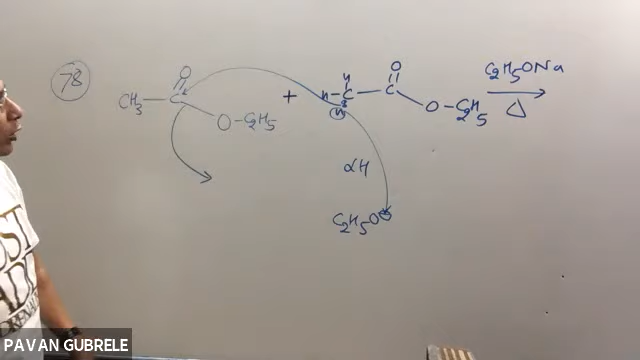 78
CH3 — C(=O) — O - C2H5 + H - C(H)(H) — C(=O) — O - C2H5 C2H5ONa Δ
αH
C2H5O⊖
PAVAN GUBRELE